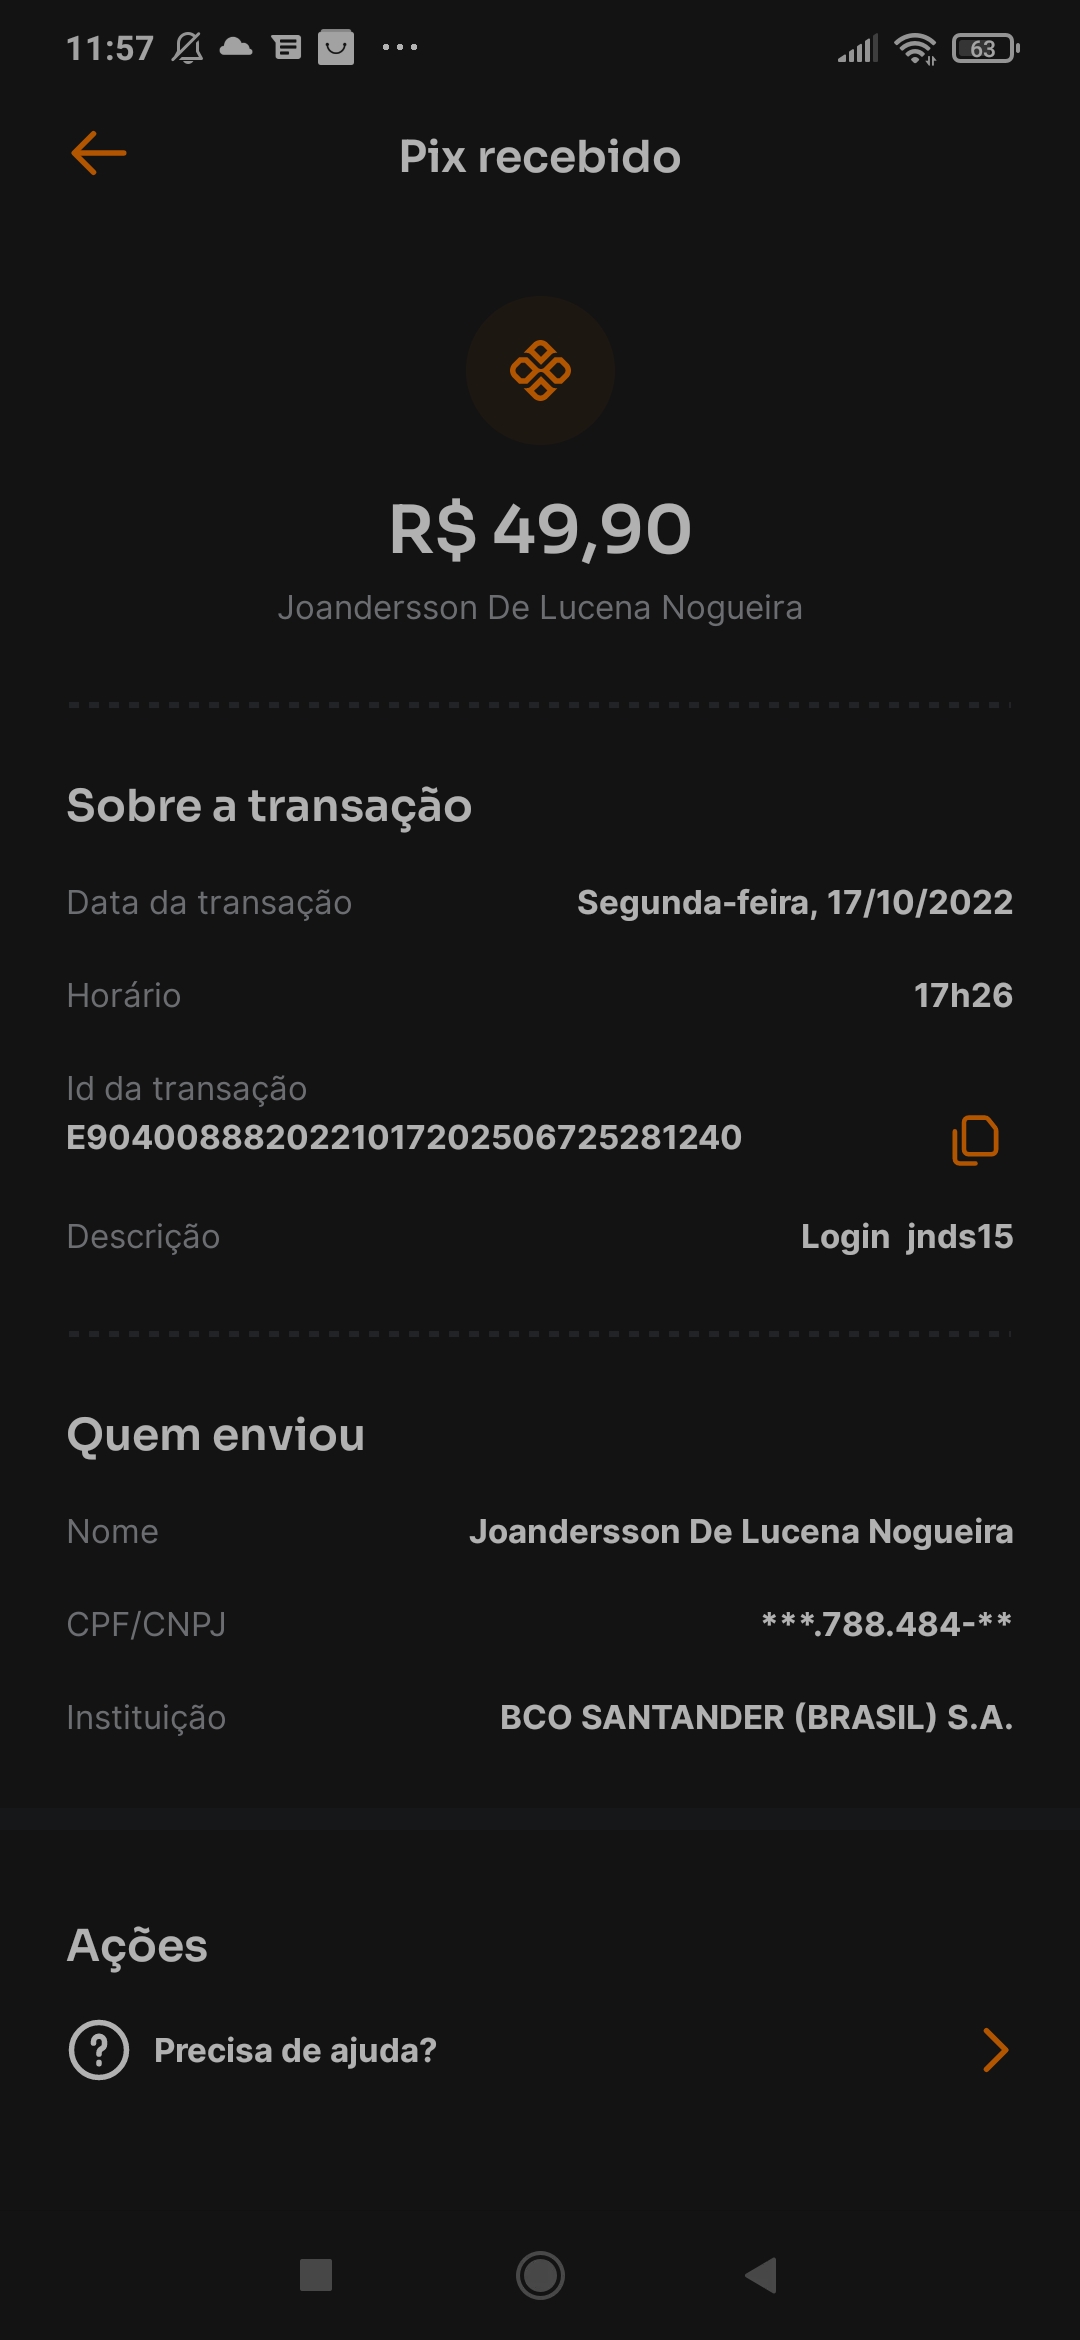 11:57
63
Pix recebido
R$ 49,90
Joandersson De Lucena Nogueira
Sobre a transação
Data da transação Segunda-feira, 17/10/2022
Horário 17h26
Id da transação
E9040088820221017202506725281240
Descrição Login  jnds15
Quem enviou
Nome Joandersson De Lucena Nogueira
CPF/CNPJ ***.788.484-**
Instituição BCO SANTANDER (BRASIL) S.A.
Ações
Precisa de ajuda?